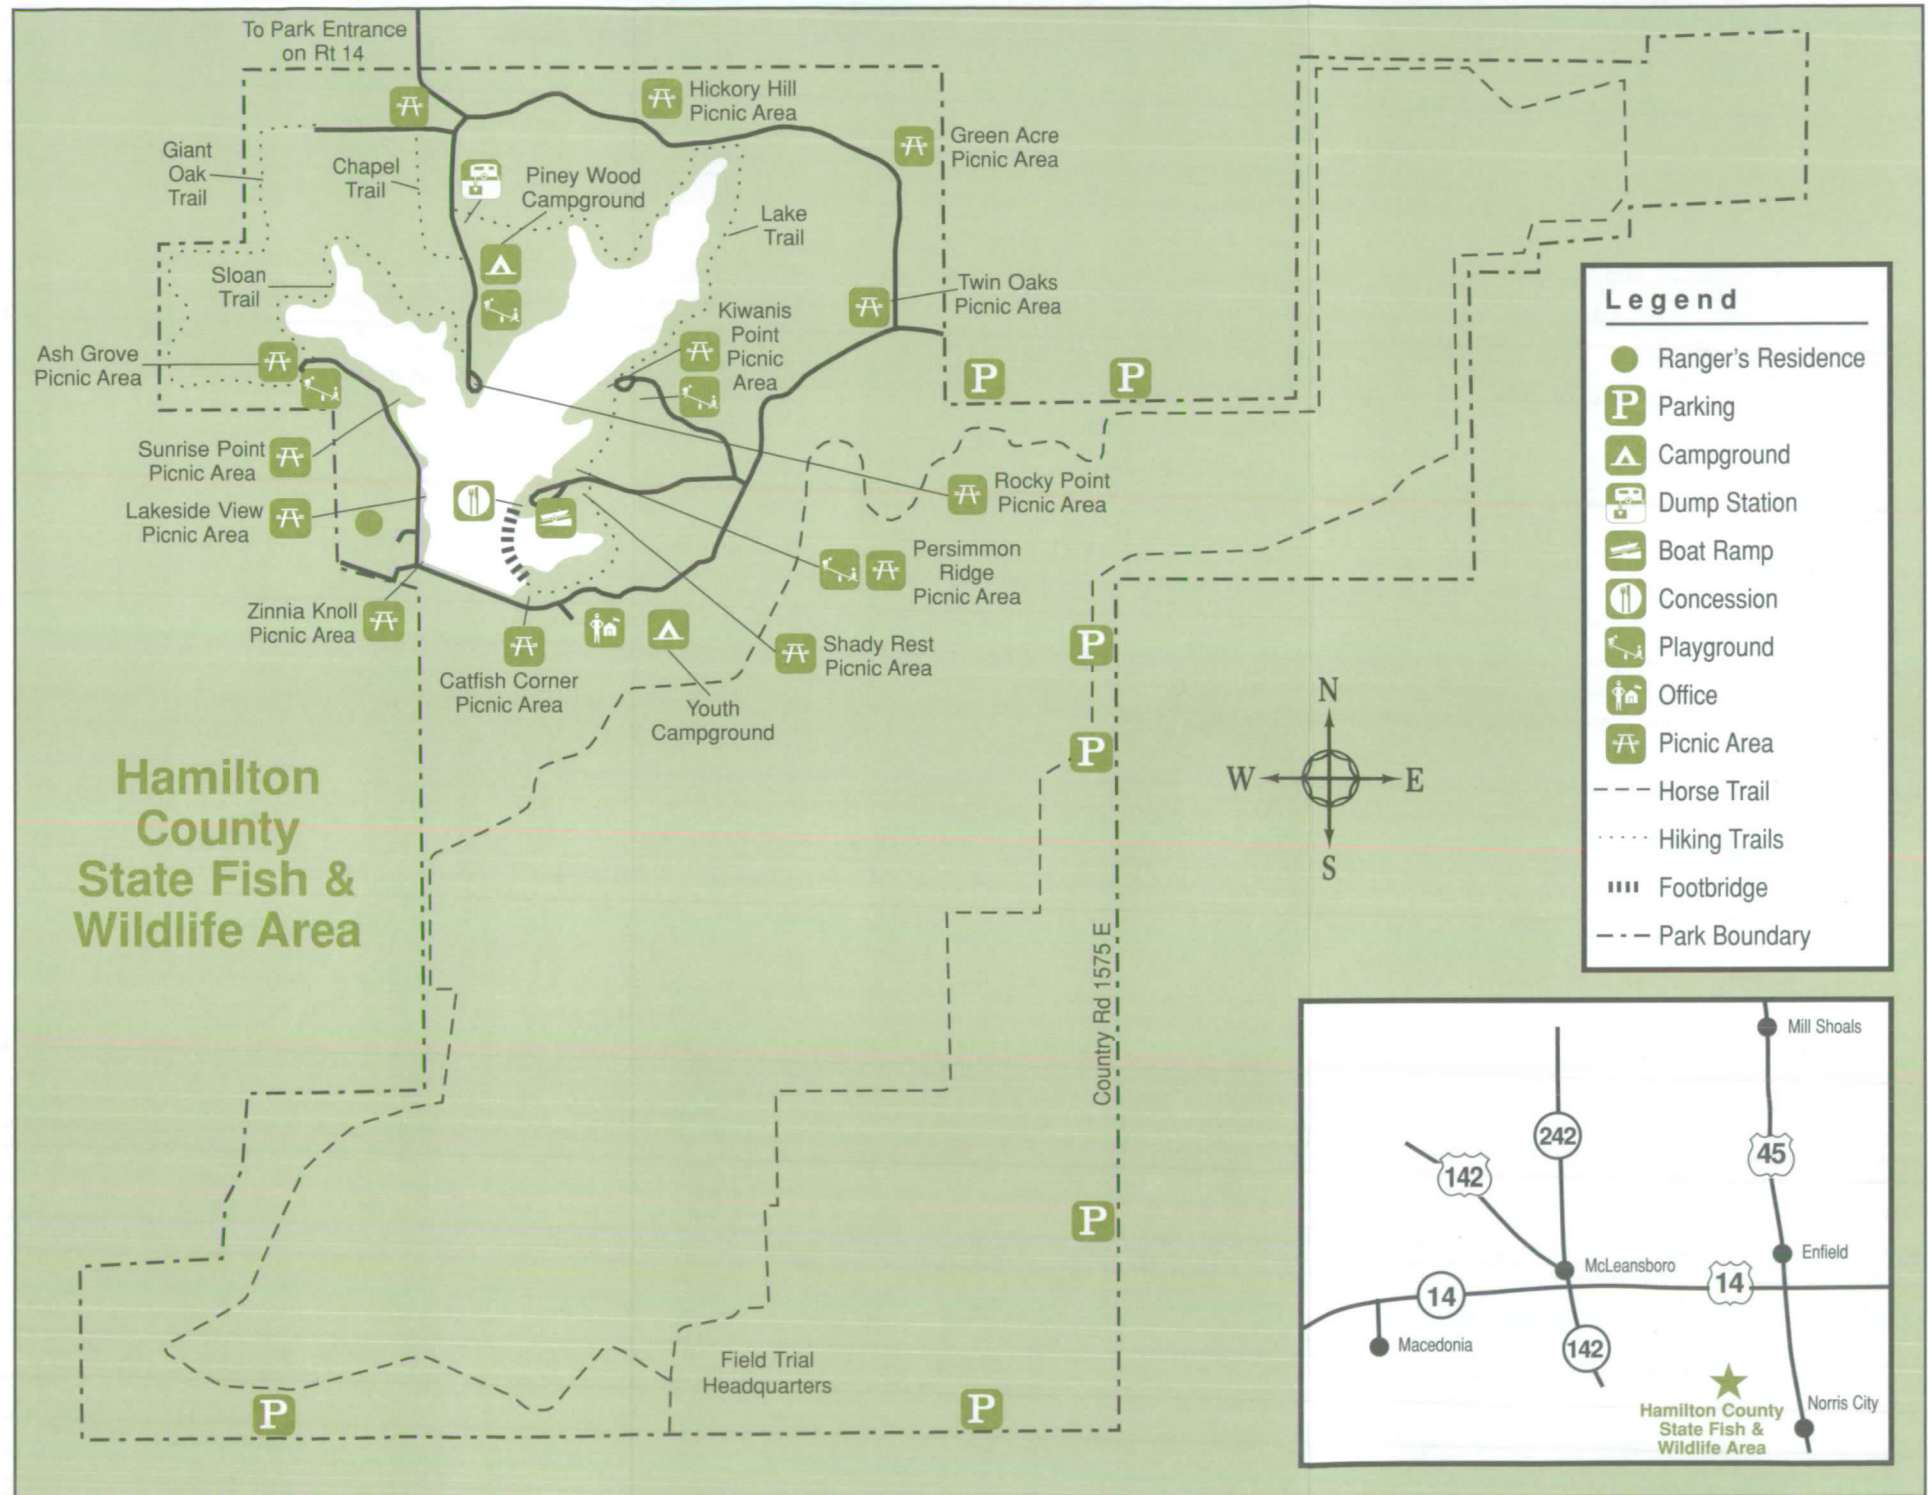 To Park Entrance
on Rt 14
Hickory Hill
Picnic Area
Green Acre
Picnic Area
Giant
Oak
Trail
Chapel
Trail
Piney Wood
Campground
Lake
Trail
Sloan
Trail
Twin Oaks
Picnic Area
Kiwanis
Point
Picnic
Area
Ash Grove
Picnic Area
P
P
Sunrise Point
Picnic Area
Rocky Point
Picnic Area
Lakeside View
Picnic Area
Persimmon
Ridge
Picnic Area
Zinnia Knoll
Picnic Area
Shady Rest
Picnic Area
Catfish Corner
Picnic Area
Youth
Campground
P
P
Hamilton
County
State Fish &
Wildlife Area
Country Rd 1575 E
P
Field Trial
Headquarters
P
P
N
W
E
S
Legend
Ranger's Residence
P
Parking
Campground
Dump Station
Boat Ramp
Concession
Playground
Office
Picnic Area
Horse Trail
Hiking Trails
Footbridge
Park Boundary
Mill Shoals
242
45
142
McLeansboro
Enfield
14
14
Macedonia
142
Norris City
Hamilton County
State Fish &
Wildlife Area